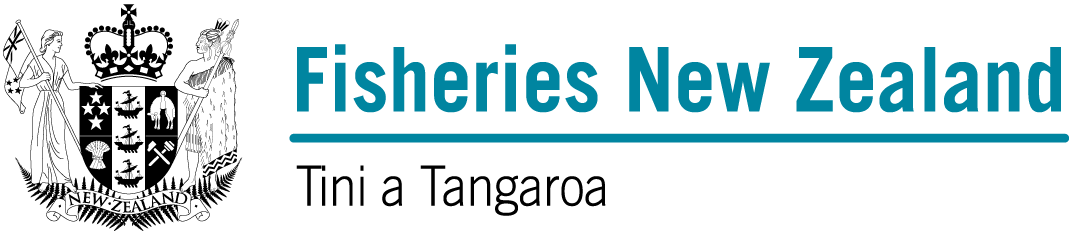 Fisheries New Zealand
Tini a Tangaroa
NEW·ZEALAND